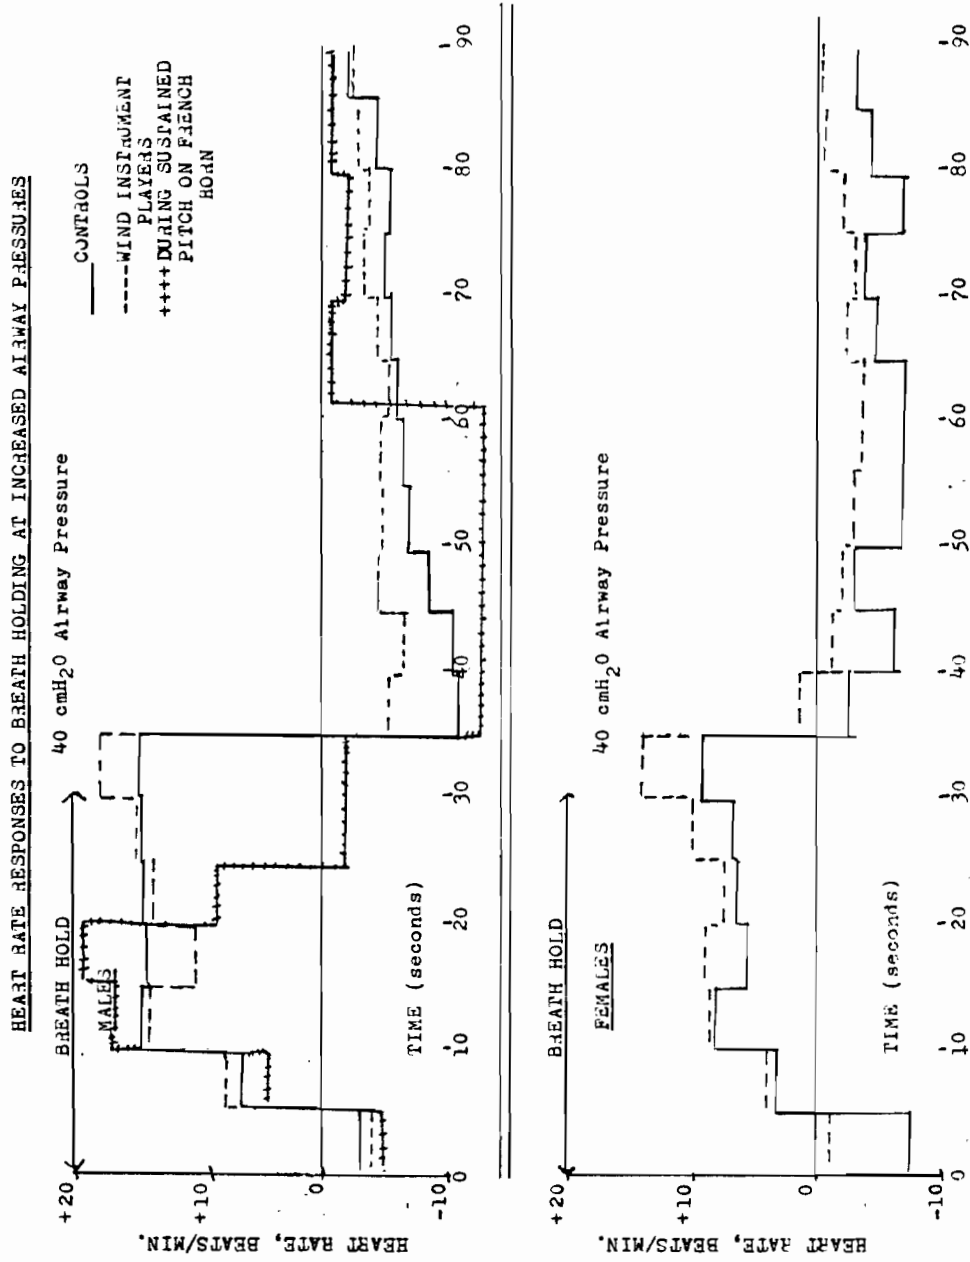 HEART RATE RESPONSES TO BREATH HOLDING AT INCREASED AIRWAY PRESSURES
CONTROLS
----WIND INSTRUMENT
PLAYERS
++++DURING SUSTAINED
PITCH ON FRENCH
HORN
40 cmH2O Airway Pressure
BREATH HOLD
MALES
HEART RATE, BEATS/MIN.
+20
+10
0
-10
TIME (seconds)
0 10 20 30 40 50 60 70 80 90
40 cmH2O Airway Pressure
BREATH HOLD
FEMALES
HEART RATE, BEATS/MIN.
+20
+10
0
-10
TIME (seconds)
0 10 20 30 40 50 60 70 80 90